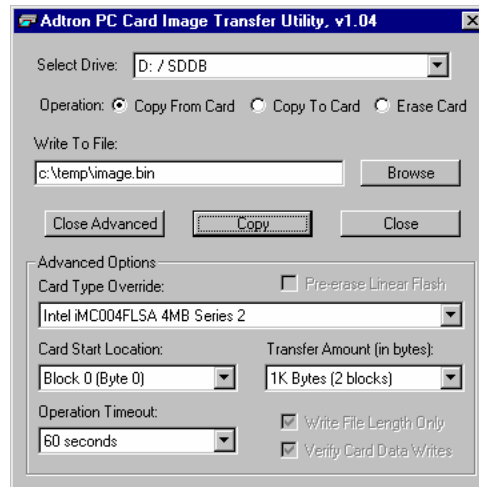 Adtron PC Card Image Transfer Utility, v1.04
Select Drive: D: / SDDB
Operation: Copy From Card Copy To Card Erase Card
Write To File:
c:\temp\image.bin Browse
Close Advanced Copy Close
Advanced Options
Card Type Override: Pre-erase Linear Flash
Intel iMC004FLSA 4MB Series 2
Card Start Location: Transfer Amount (in bytes):
Block 0 (Byte 0) 1K Bytes (2 blocks)
Operation Timeout: Write File Length Only
60 seconds Verify Card Data Writes